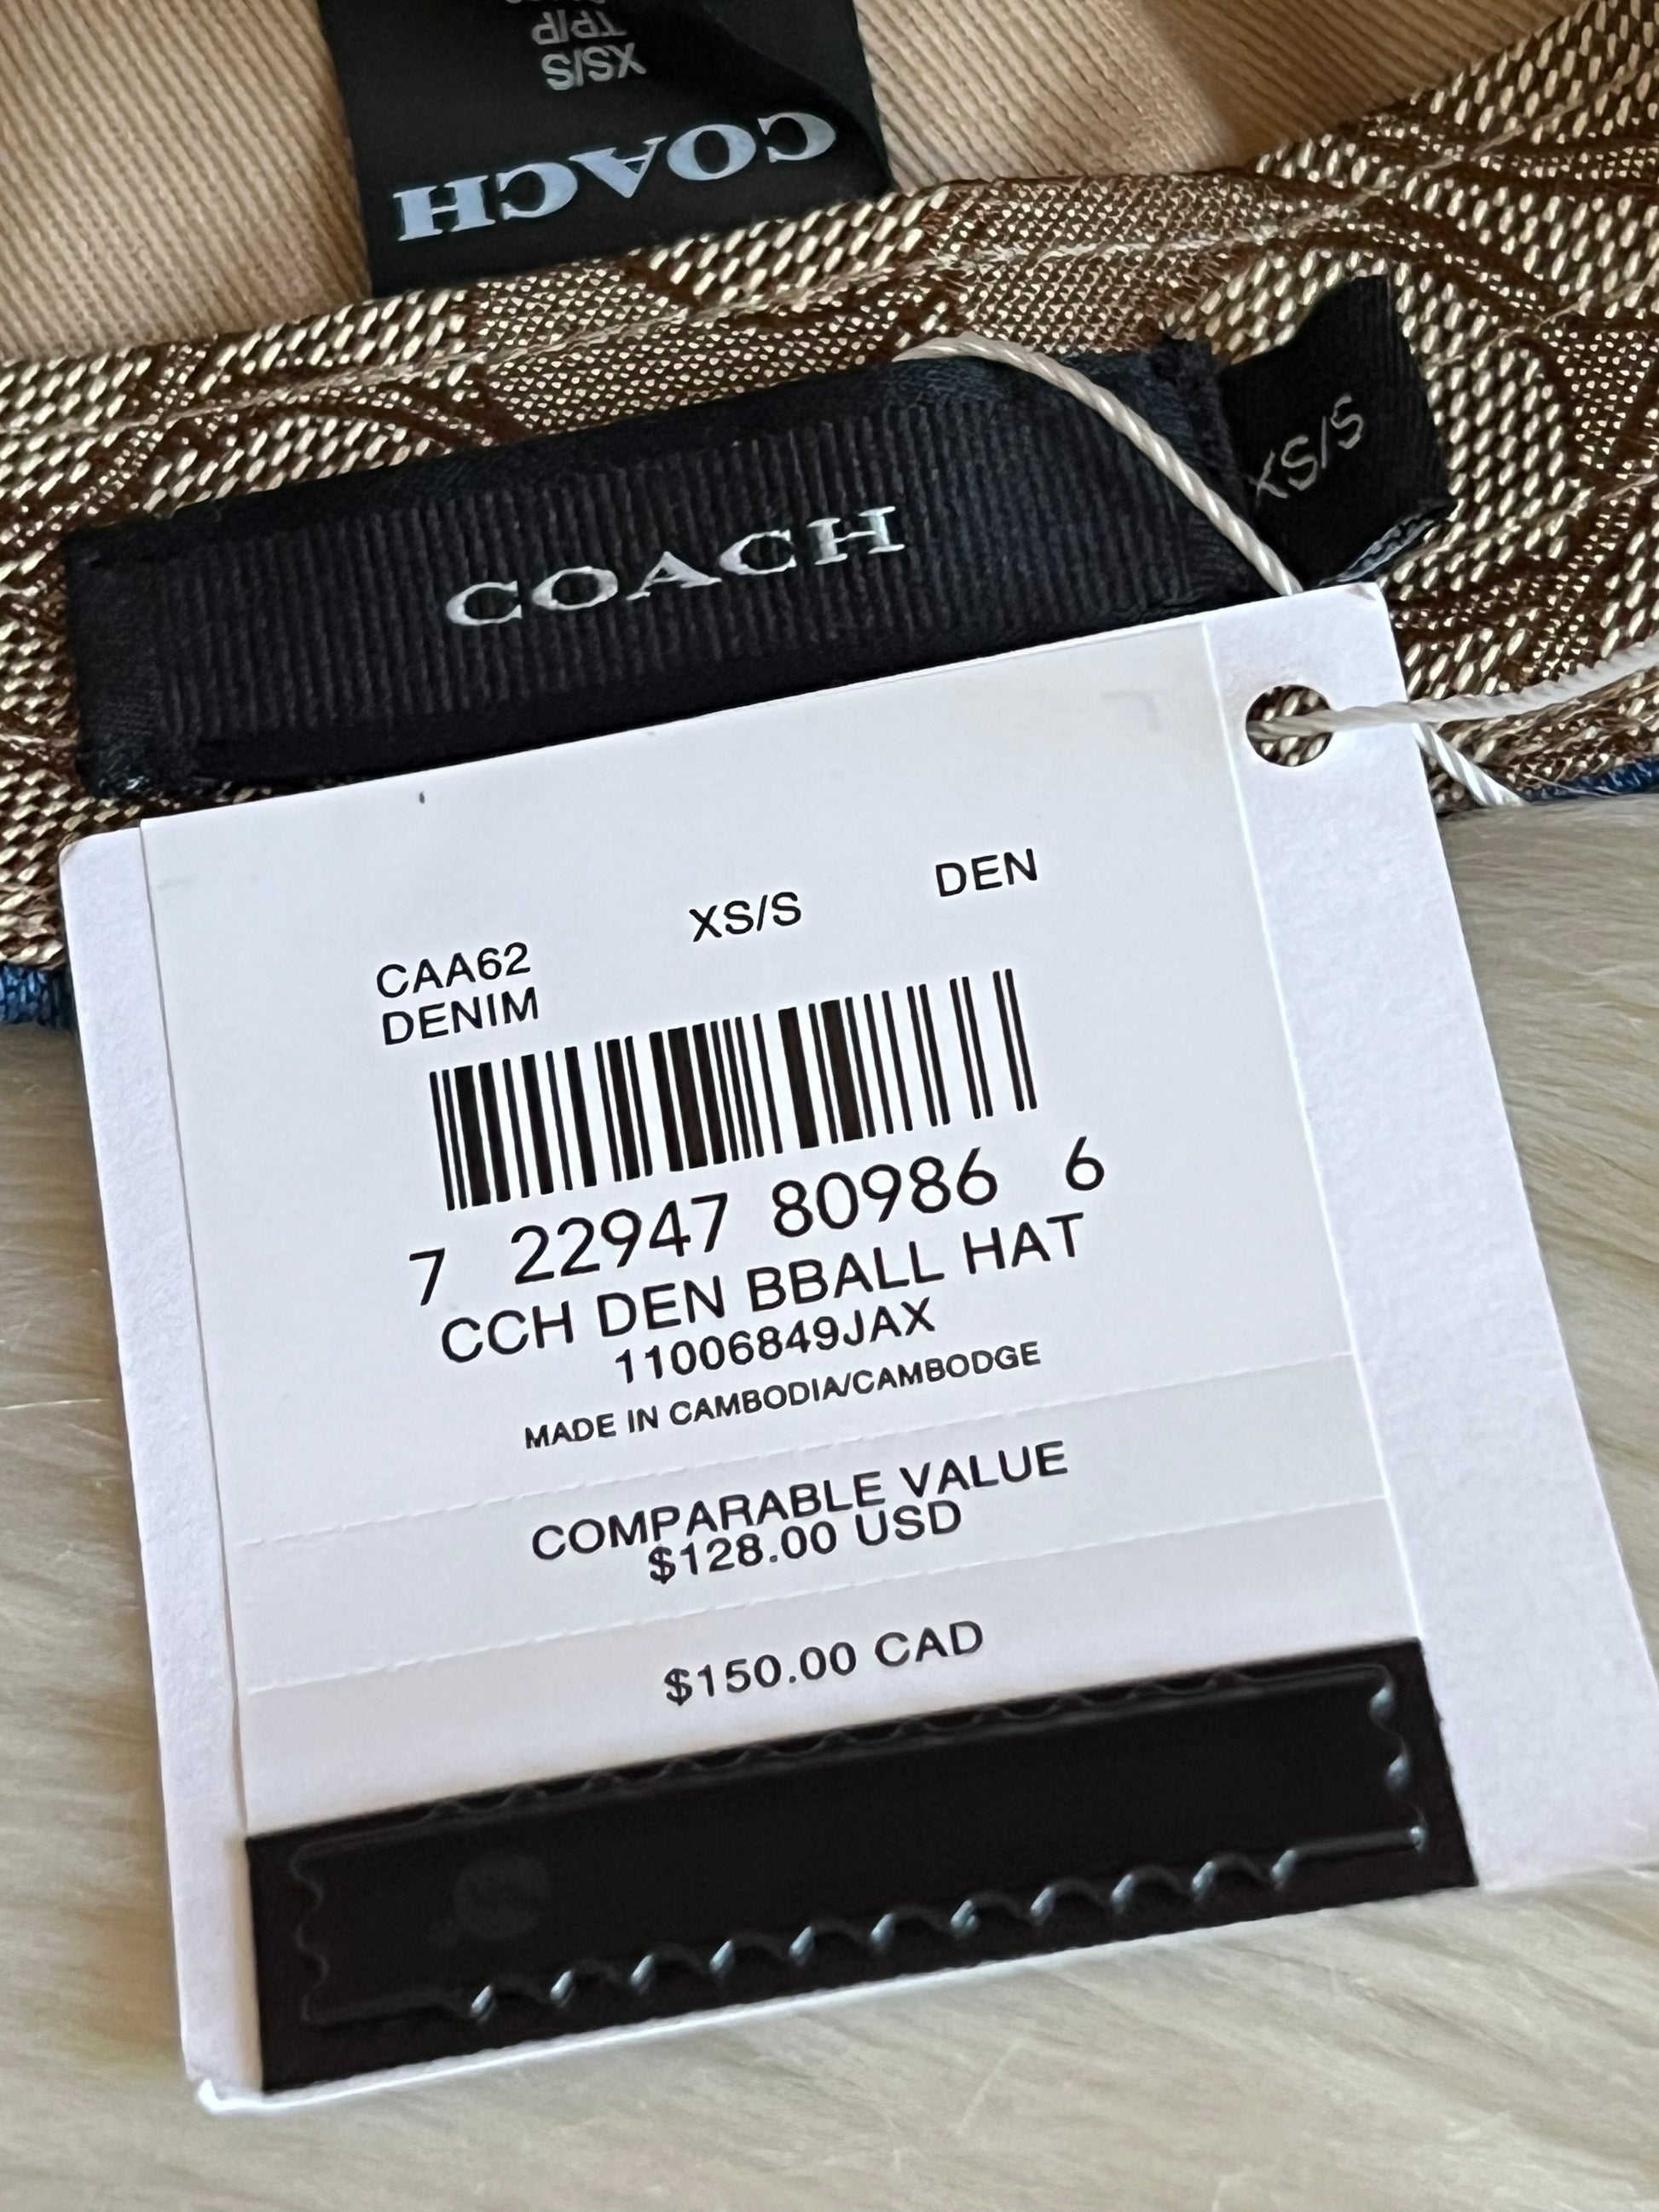 TP/P
XS/S
COACH
COACH
XS/S
CAA62 XS/S DEN
DENIM
7 22947 80986 6
CCH DEN BBALL HAT
11006849JAX
MADE IN CAMBODIA/CAMBODGE
COMPARABLE VALUE
$128.00 USD
$150.00 CAD